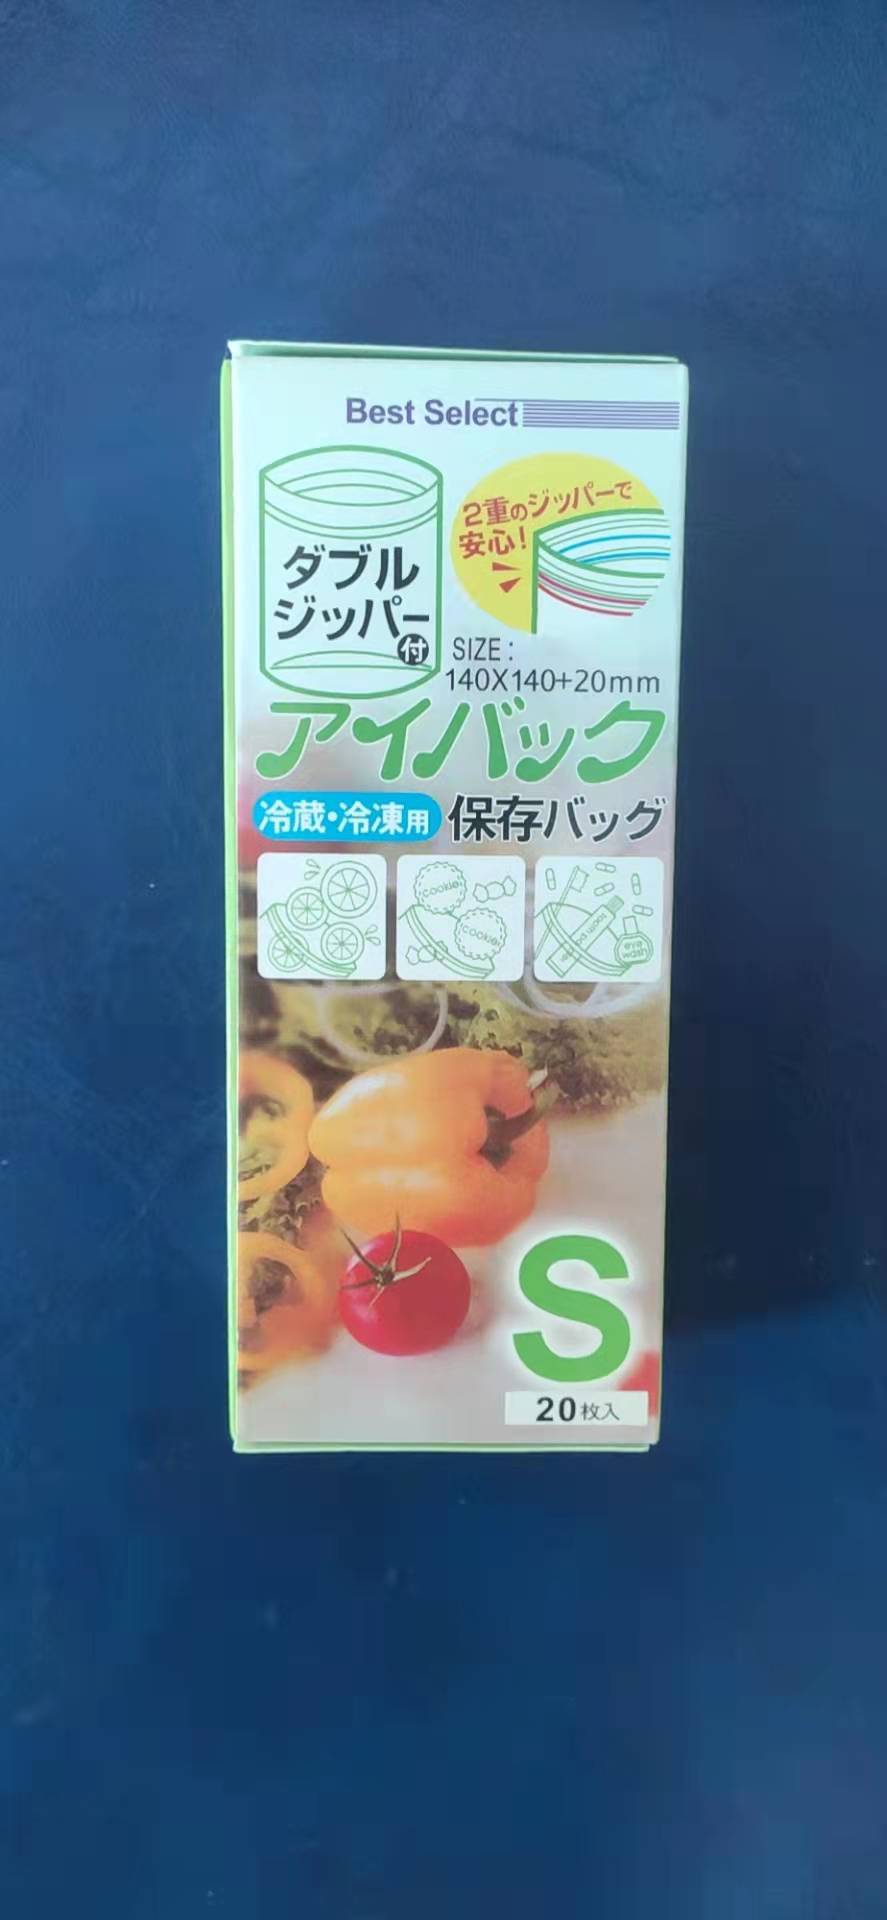 Best Select
ダブル
ジッパー付
2重のジッパーで
安心!
SIZE:
140X140+20mm
アイバック
冷蔵・冷凍用 保存バッグ
cookie
cookie
eye
wash
S
20枚入